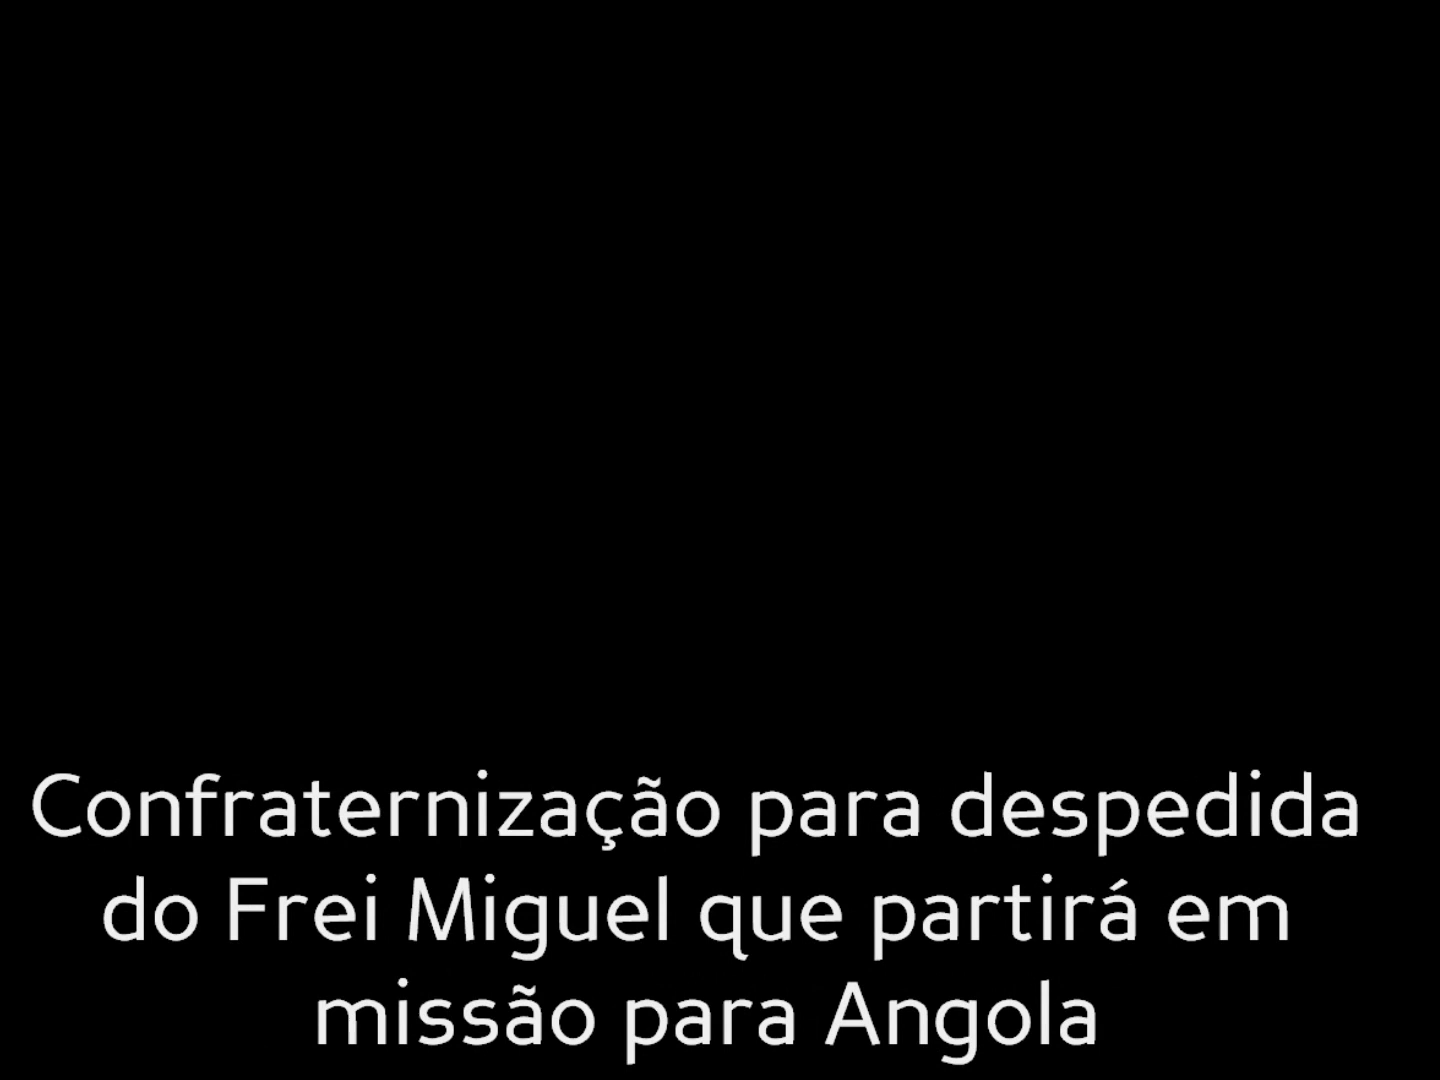 Confraternização para despedida
do Frei Miguel que partirá em
missão para Angola